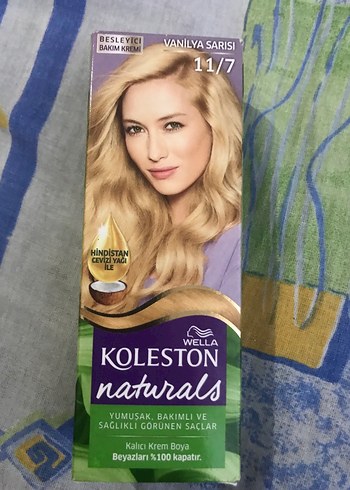 BESLEYİCİ
BAKIM KREMİ
VANİLYA SARISI
11/7
HİNDİSTAN
CEVİZİ YAĞI
İLE
WELLA
KOLESTON
naturals
YUMUŞAK, BAKIMLI VE
SAĞLIKLI GÖRÜNEN SAÇLAR
Kalıcı Krem Boya
Beyazları %100 kapatır.